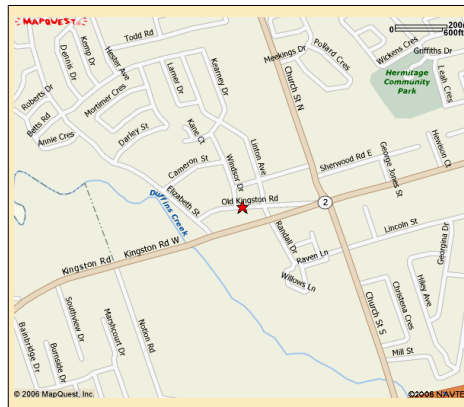 MAPQUEST
200m
0
600ft
Todd Rd
Kemp Dr
Dennis Dr
Hester Ave
Roberts Dr
Betts Rd
Annie Cres
Mortimer Cres
Darley St
Larner Dr
Kearney Dr
Kane Ct
Cameron St
Windsor Dr
Linton Ave
Elizabeth St
Duffins Creek
Old Kingston Rd
Meekings Dr
Pollard Cres
Wickens Cres
Griffiths Dr
Hermitage
Community
Park
Leah Cres
Church St N
Sherwood Rd E
George Jones St
Hewison Ct
2
Kingston Rd
Kingston Rd W
Randall Dr
Raven Ln
Lincoln St
Willows Ln
Georgina Dr
Hiley Ave
Christena Cres
Church St S
Mill St
Southview Dr
Marshcourt Dr
Notion Rd
Bainbridge Dr
Burnside Dr
© 2006 MapQuest, Inc.
©2006 NAVTE